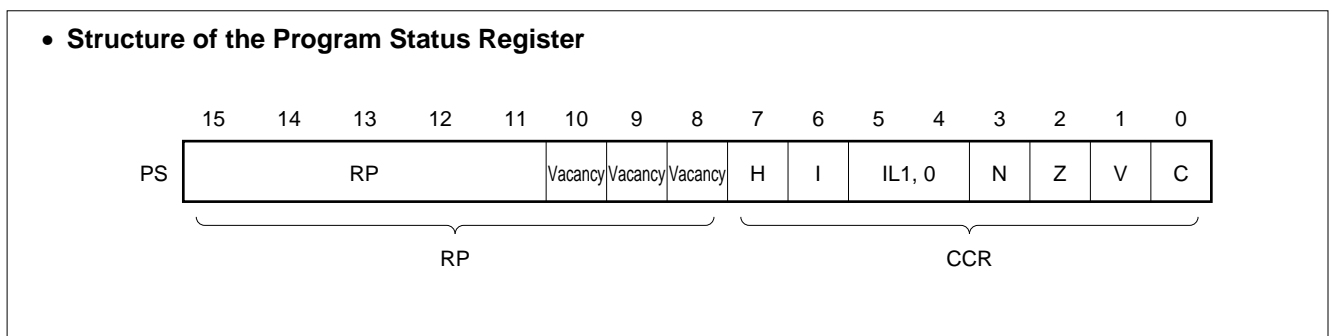 • Structure of the Program Status Register
15 14 13 12 11 10 9 8 7 6 5 4 3 2 1 0
PS RP Vacancy Vacancy Vacancy H I IL1, 0 N Z V C
RP CCR